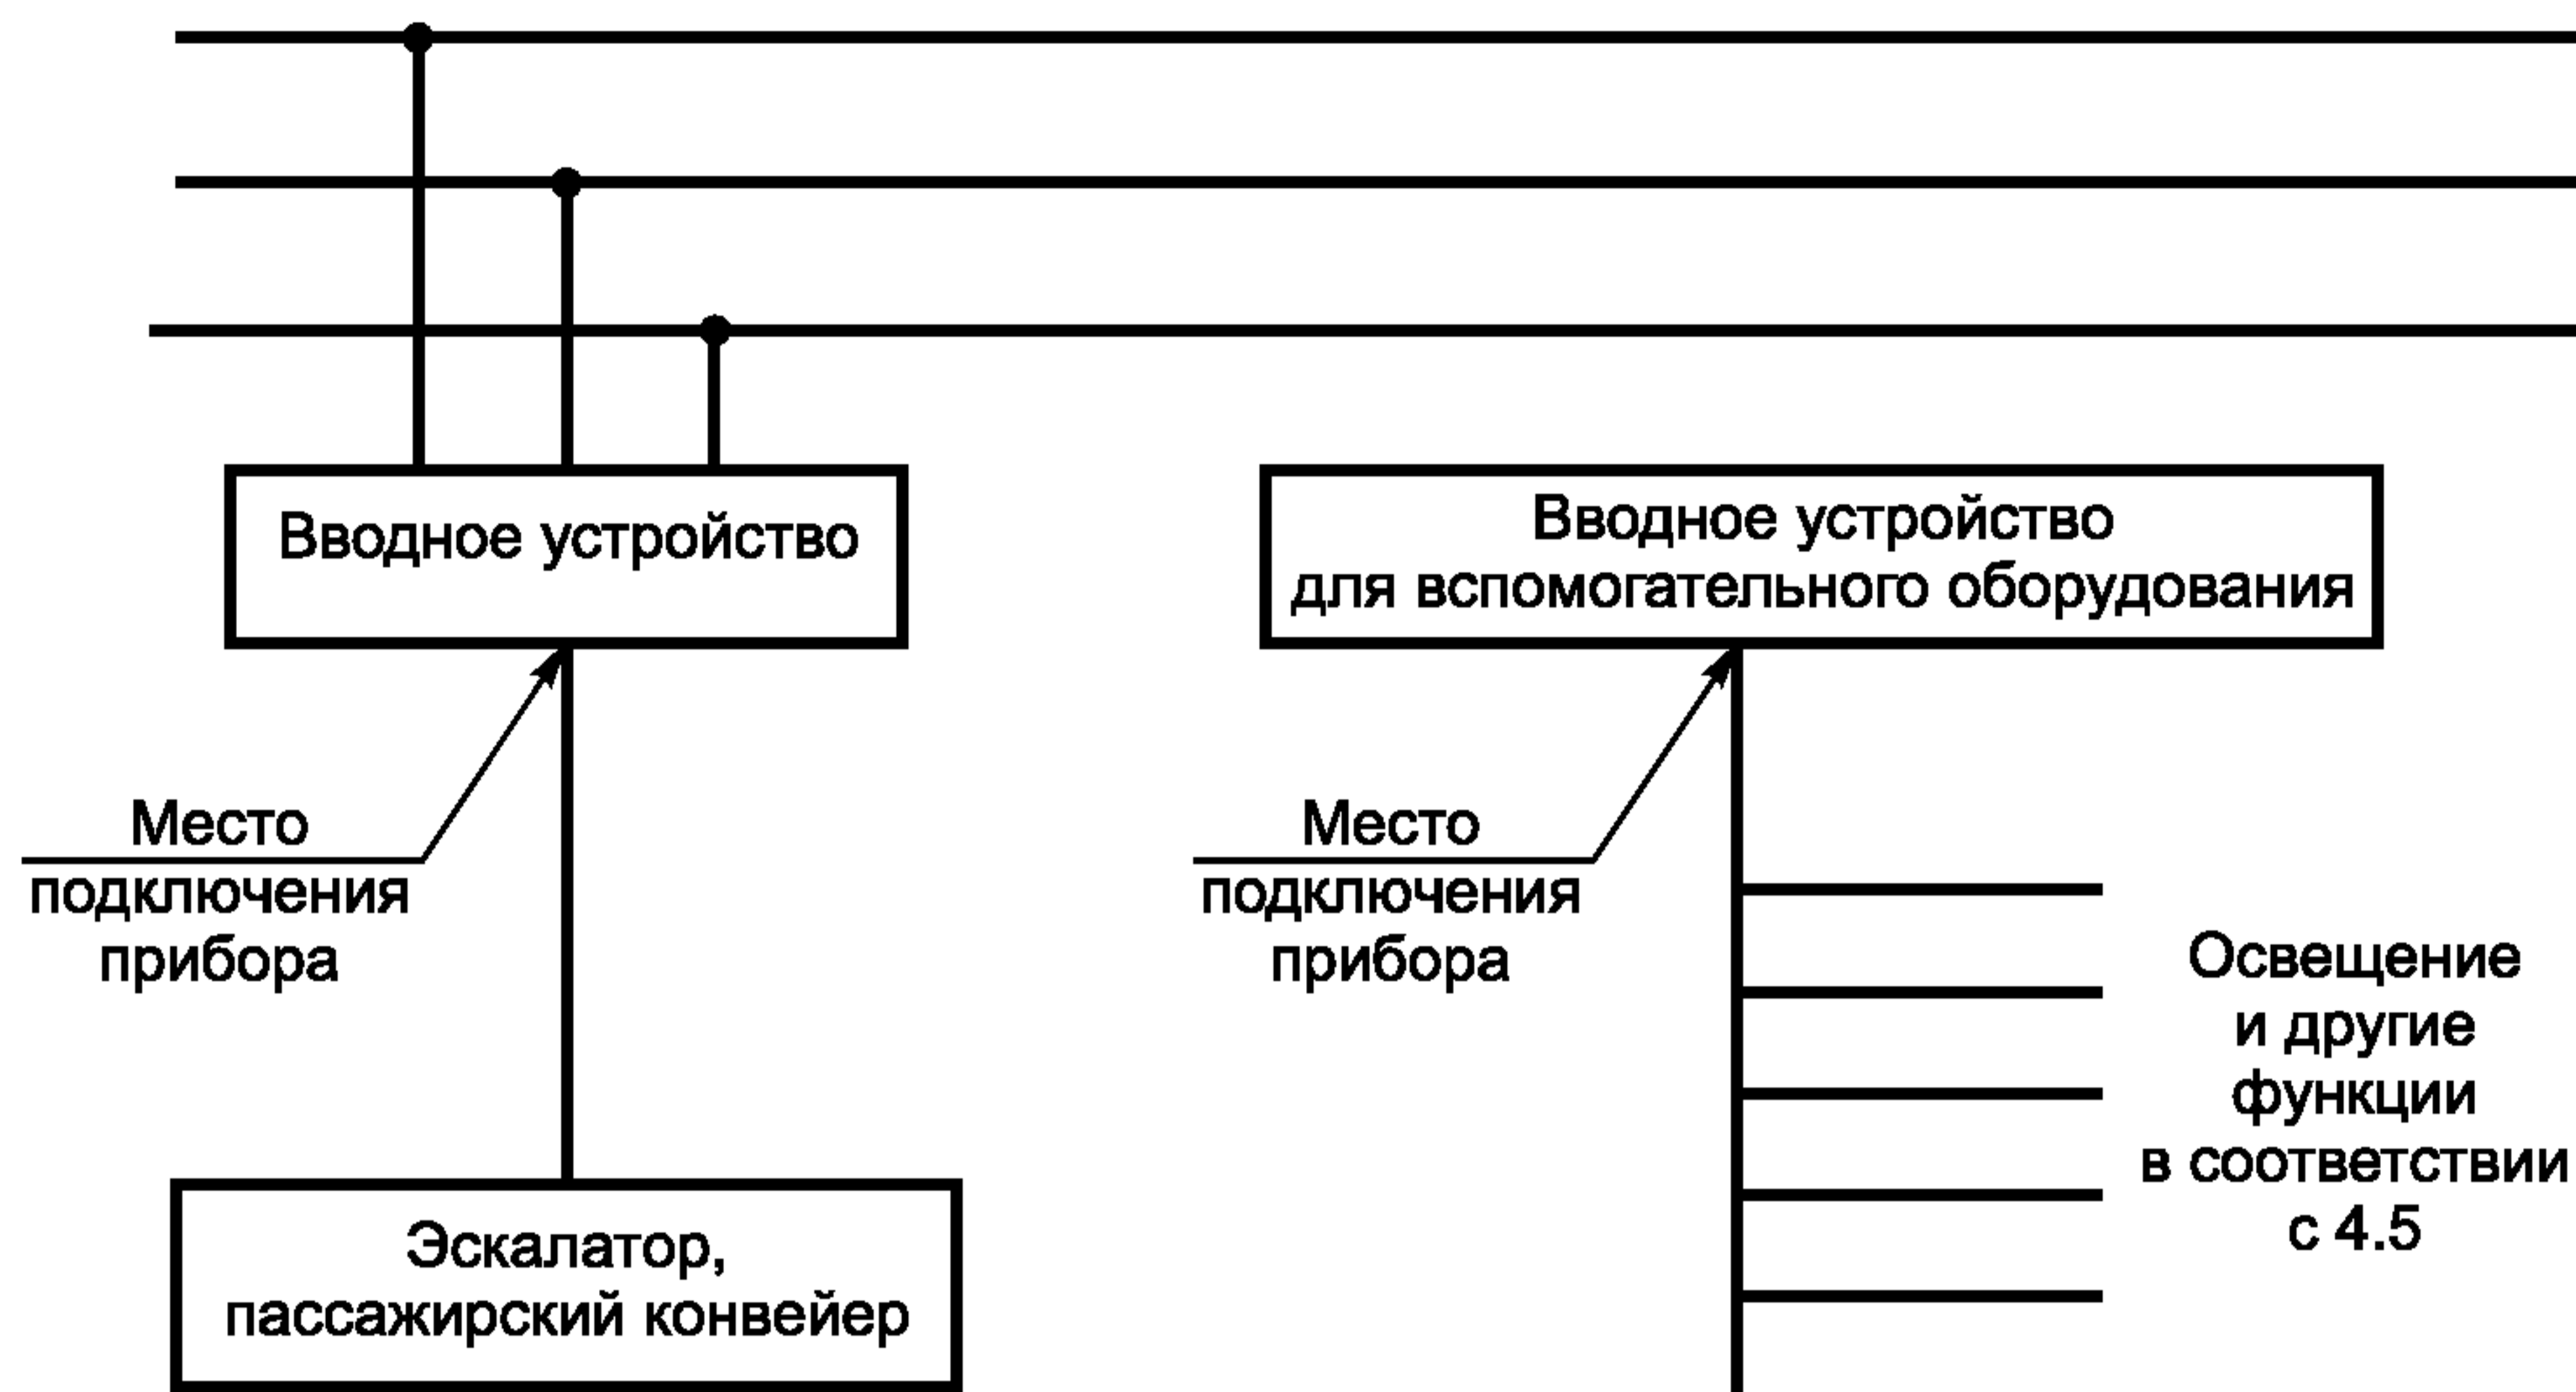 Вводное устройство
Вводное устройство
для вспомогательного оборудования
Место
подключения
прибора
Место
подключения
прибора
Освещение
и другие
функции
в соответствии
с 4.5
Эскалатор,
пассажирский конвейер